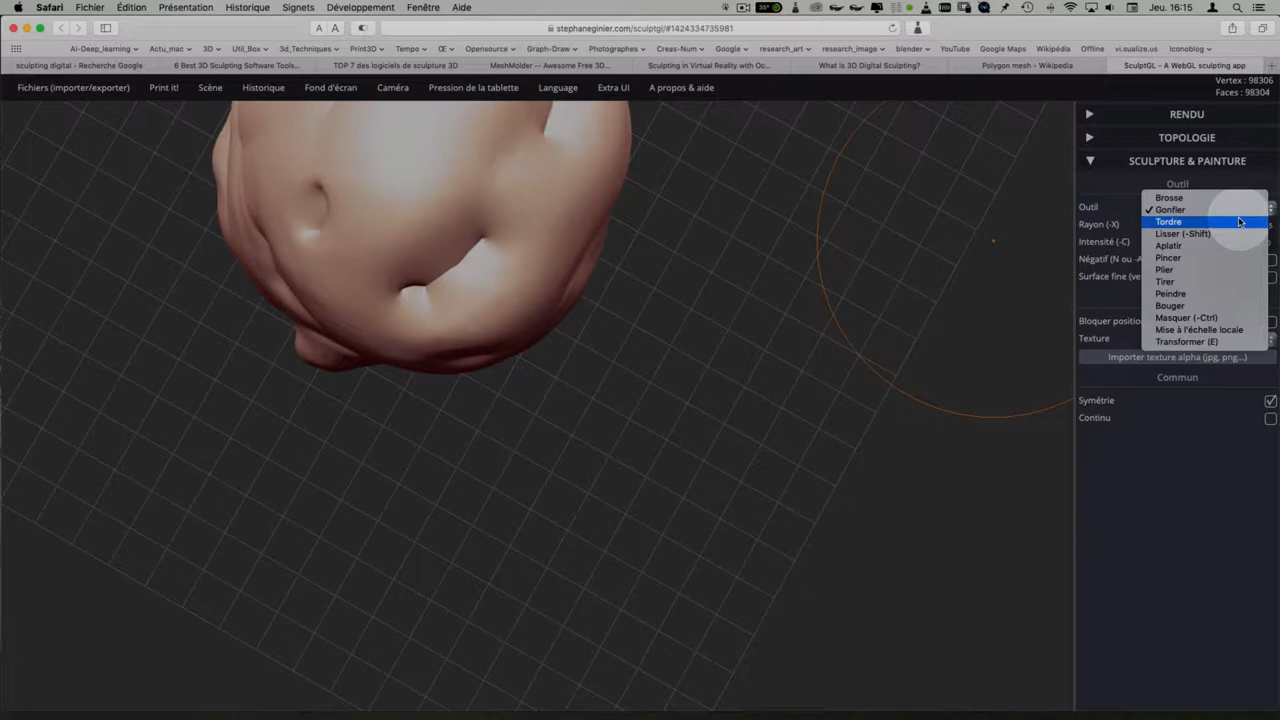 Safari Fichier Édition Présentation Historique Signets Développement Fenêtre Aide
35° Jeu. 16:15
A A stephaneginier.com/sculptgl/#1424334735981
AI-Deep_learning Actu_mac 3D Util_Box 3d_Techniques Print3D Tempo Œ Opensource Graph-Draw Photographes Creas-Num Google research_art research_image blender YouTube Google Maps Wikipédia Offline vi.sualize.us Iconoblog
sculpting digital - Recherche Google 6 Best 3D Sculpting Software Tools... TOP 7 des logiciels de sculpture 3D MeshMolder -- Awesome Free 3D... Sculpting in Virtual Reality with Oc... What is 3D Digital Sculpting? Polygon mesh - Wikipedia SculptGL - A WebGL sculpting app
Fichiers (importer/exporter) Print it! Scène Historique Fond d'écran Caméra Pression de la tablette Language Extra UI A propos & aide
Vertex : 98306
Faces : 98304
RENDU
TOPOLOGIE
SCULPTURE & PAINTURE
Outil
Outil
Rayon (-X)
Intensité (-C)
Négatif (N ou -A
Surface fine (ve
Bloquer positio
Texture
Brosse
✓ Gonfler
Tordre
Lisser (-Shift)
Aplatir
Pincer
Plier
Tirer
Peindre
Bouger
Masquer (-Ctrl)
Mise à l'échelle locale
Transformer (E)
Importer texture alpha (jpg, png...)
Commun
Symétrie
Continu